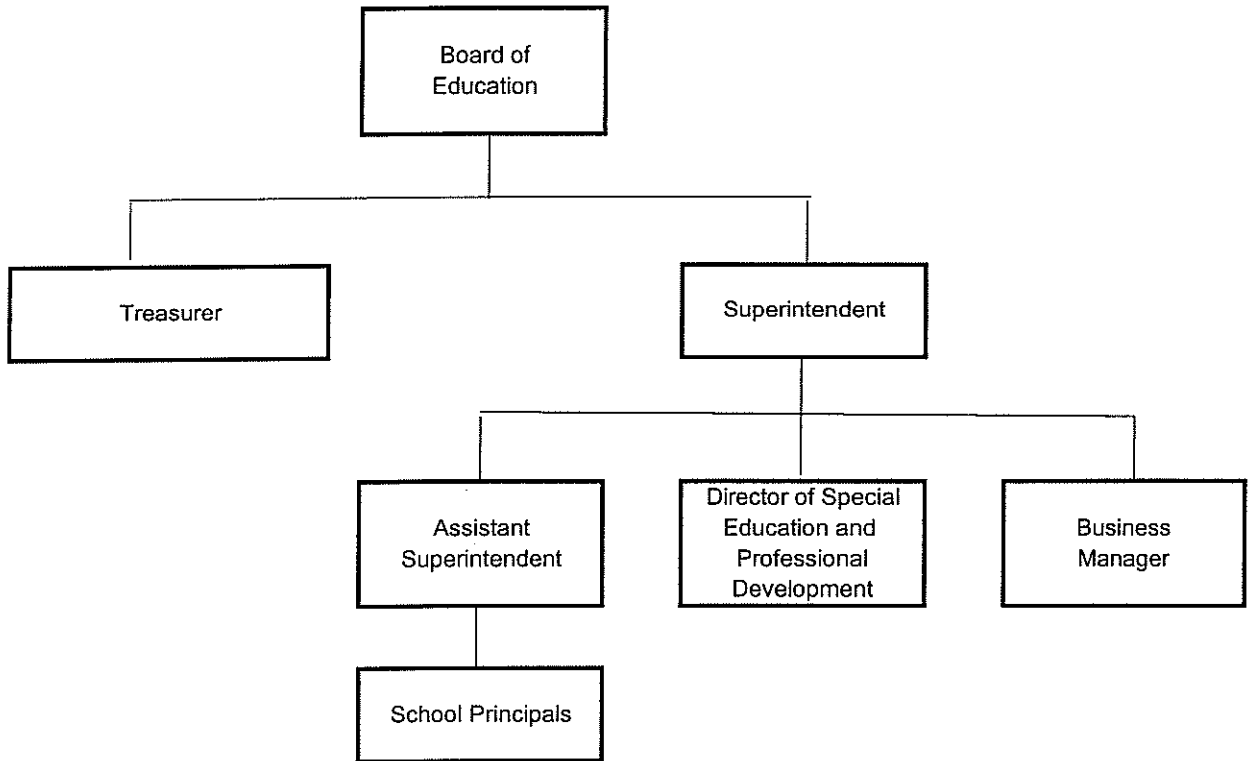 Board of
Education
Treasurer
Superintendent
Assistant
Superintendent
Director of Special
Education and
Professional
Development
Business
Manager
School Principals